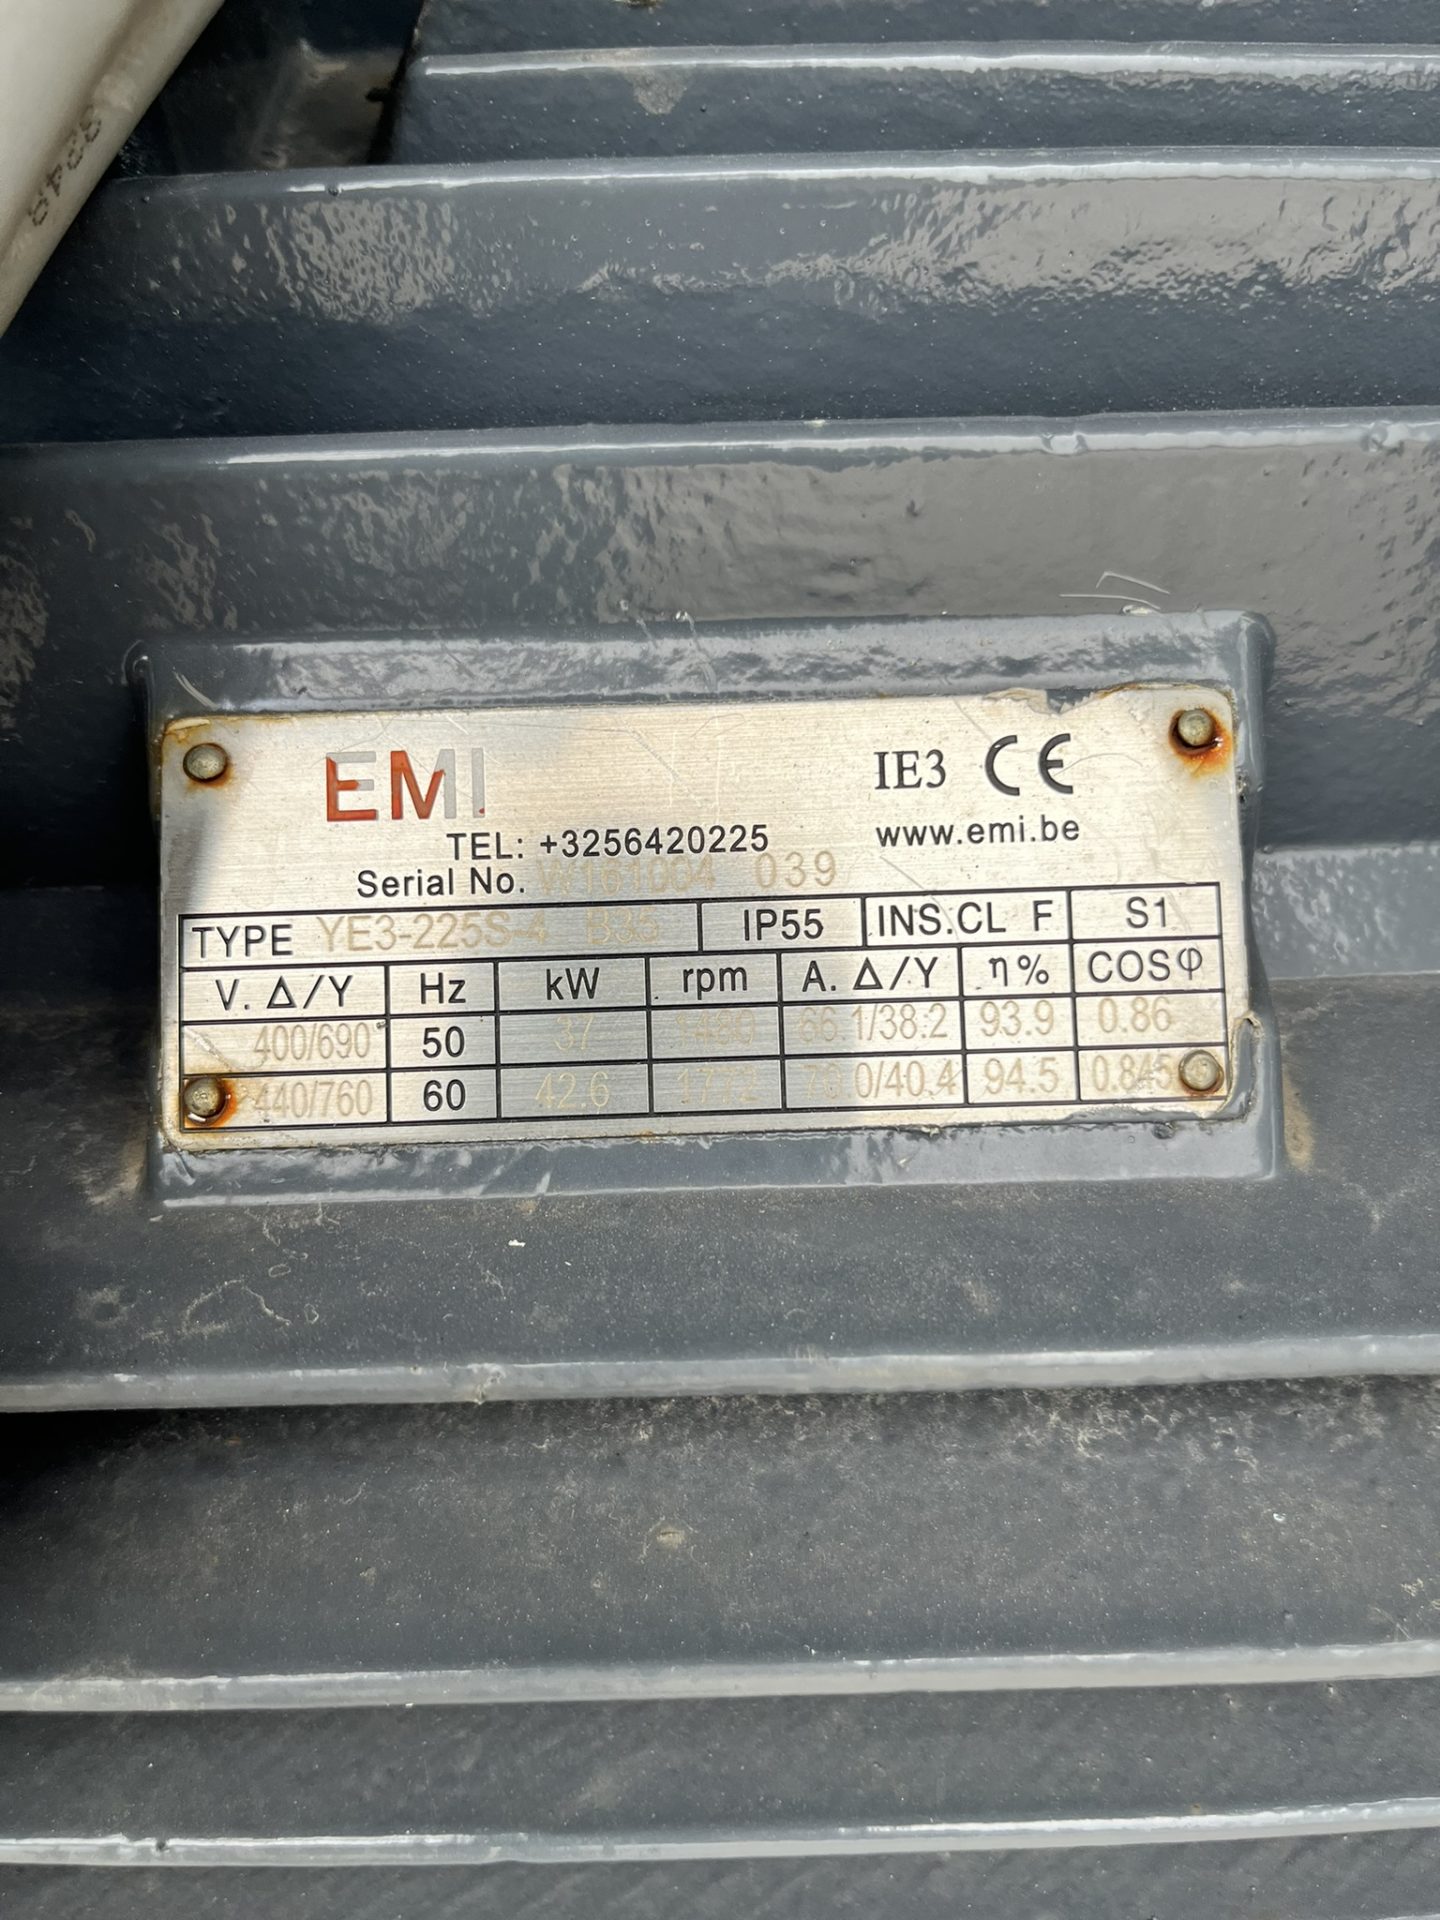 EMI IE3 CE
TEL: +3256420225 www.emi.be
Serial No. W161004 039
TYPE YE3-225S-4 B35 IP55 INS.CL F S1
V. Δ/Y Hz kW rpm A. Δ/Y η% COSφ
400/690 50 37 1480 66.1/38.2 93.9 0.86
440/760 60 42.6 1772 70.0/40.4 94.5 0.845